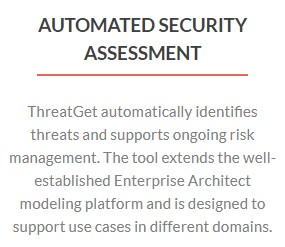 AUTOMATED SECURITY
ASSESSMENT
ThreatGet automatically identifies
threats and supports ongoing risk
management. The tool extends the well-
established Enterprise Architect
modeling platform and is designed to
support use cases in different domains.